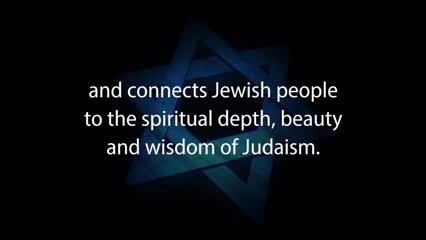 and connects Jewish people
to the spiritual depth, beauty
and wisdom of Judaism.